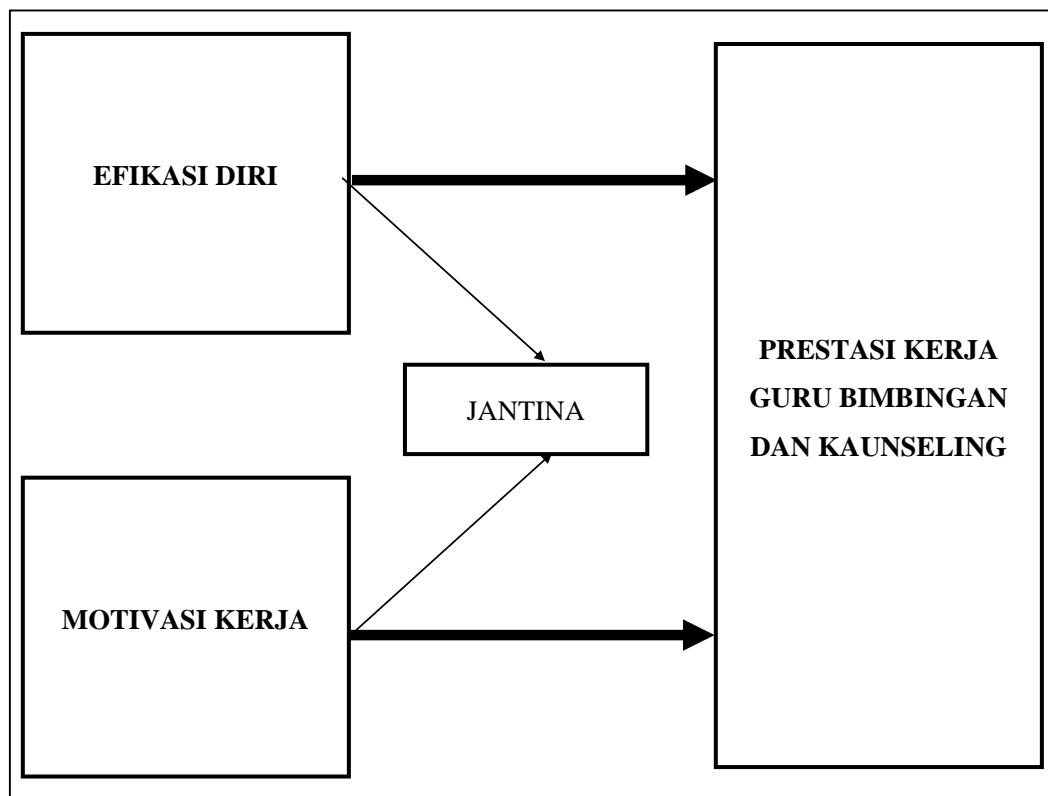 EFIKASI DIRI
JANTINA
MOTIVASI KERJA
PRESTASI KERJA
GURU BIMBINGAN
DAN KAUNSELING